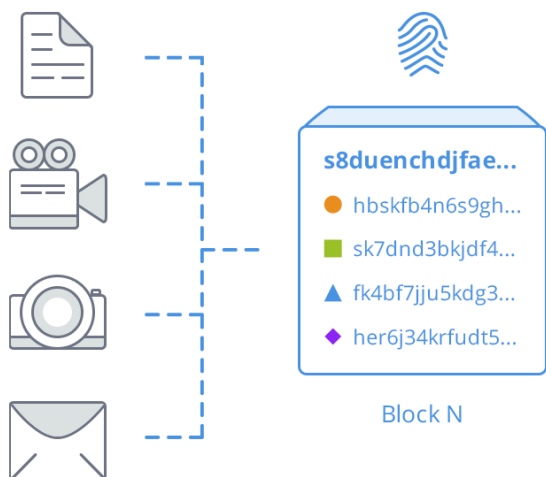 s8duenchdjfae...
hbskfb4n6s9gh...
sk7dnd3bkjdf4...
fk4bf7jju5kdg3...
her6j34krfudt5...
Block N